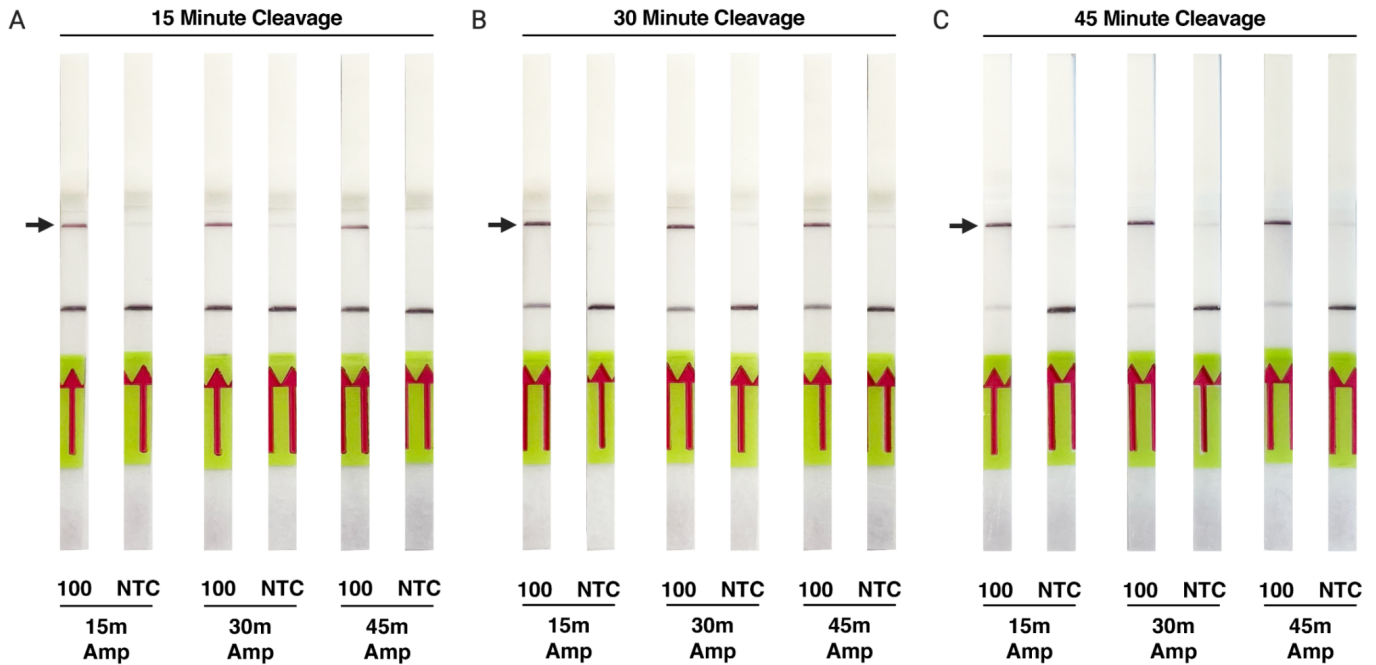 A
15 Minute Cleavage
100 NTC 100 NTC 100 NTC
15m Amp
30m Amp
45m Amp
B
30 Minute Cleavage
100 NTC 100 NTC 100 NTC
15m Amp
30m Amp
45m Amp
C
45 Minute Cleavage
100 NTC 100 NTC 100 NTC
15m Amp
30m Amp
45m Amp